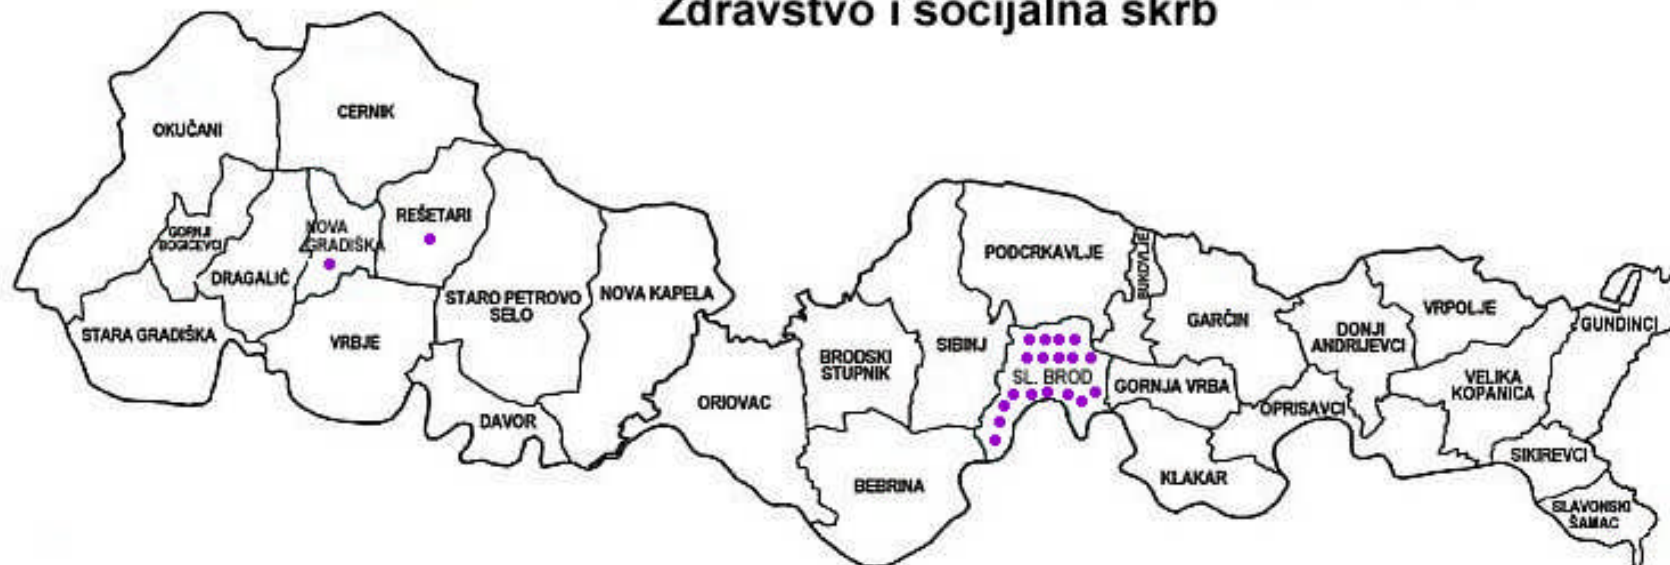 Zdravstvo i socijalna skrb
CERNIK
OKUČANI
REŠETARI
NOVA
GRADIŠKA
GORNJI
BOGIĆEVCI
DRAGALIĆ
STARO PETROVO
SELO
NOVA KAPELA
STARA GRADIŠKA
VRBJE
DAVOR
ORIOVAC
BRODSKI
STUPNIK
SIBINJ
BEBRINA
PODCRKAVLJE
BUKOVLJE
SL. BROD
GARČIN
GORNJA VRBA
OPRISAVCI
KLAKAR
DONJI
ANDRIJEVCI
VRPOLJE
GUNDINCI
VELIKA
KOPANICA
SIKIREVCI
SLAVONSKI
ŠAMAC